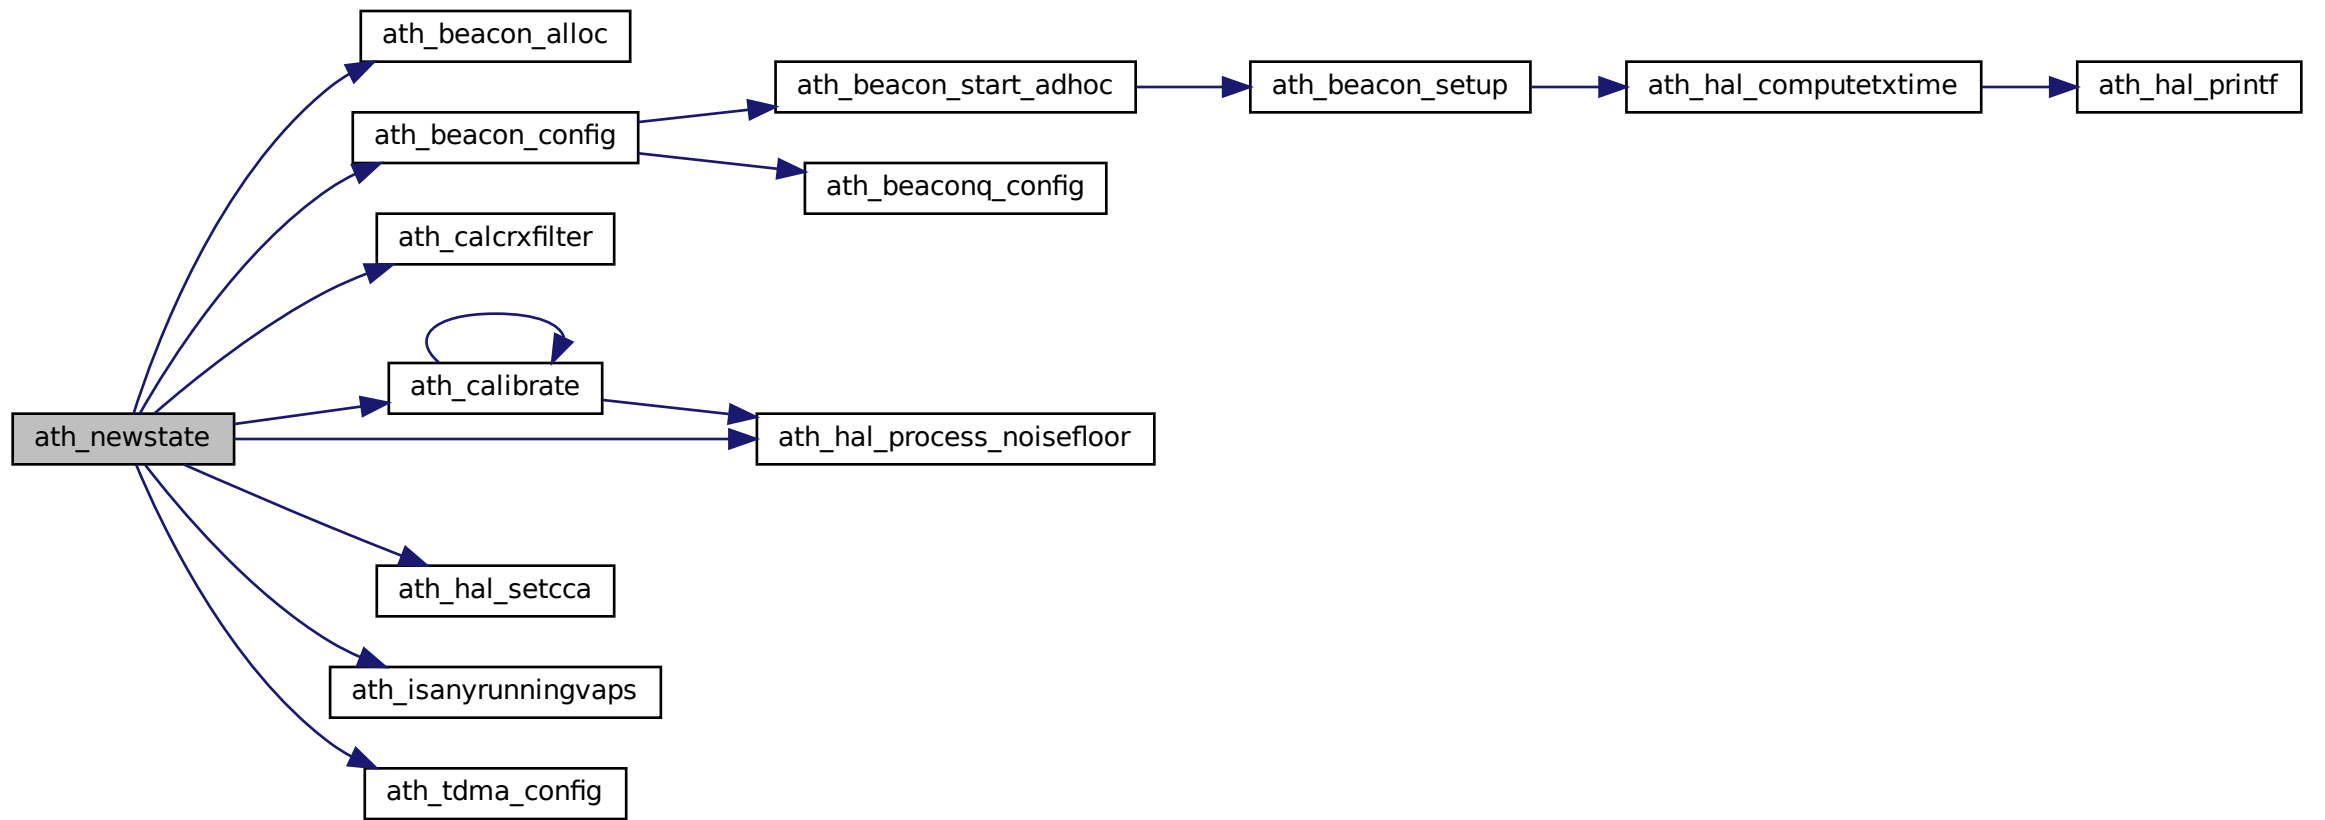 ath_beacon_alloc
ath_beacon_start_adhoc
ath_beacon_setup
ath_hal_computetxtime
ath_hal_printf
ath_beacon_config
ath_beaconq_config
ath_calcrxfilter
ath_calibrate
ath_newstate
ath_hal_process_noisefloor
ath_hal_setcca
ath_isanyrunningvaps
ath_tdma_config